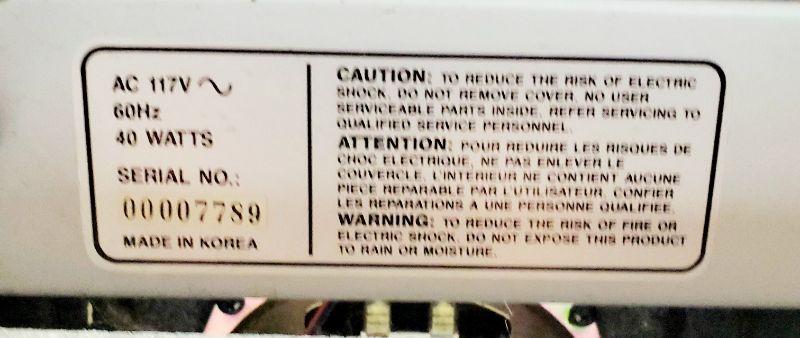 AC 117V
60Hz
40 WATTS
SERIAL NO.:
00007789
MADE IN KOREA
CAUTION: TO REDUCE THE RISK OF ELECTRIC
SHOCK, DO NOT REMOVE COVER. NO USER
SERVICEABLE PARTS INSIDE. REFER SERVICING TO
QUALIFIED SERVICE PERSONNEL.
ATTENTION: POUR REDUIRE LES RISQUES DE
CHOC ELECTRIQUE, NE PAS ENLEVER LE
COUVERCLE. L'INTERIEUR NE CONTIENT AUCUNE
PIECE REPARABLE PAR L'UTILISATEUR. CONFIER
LES REPARATIONS A UNE PERSONNE QUALIFIEE.
WARNING: TO REDUCE THE RISK OF FIRE OR
ELECTRIC SHOCK, DO NOT EXPOSE THIS PRODUCT
TO RAIN OR MOISTURE.